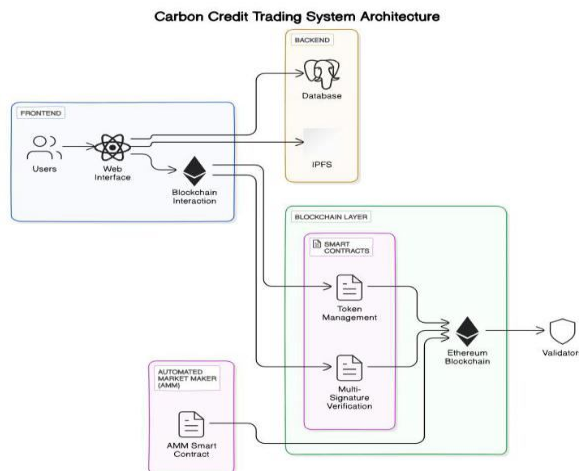 Carbon Credit Trading System Architecture
BACKEND
Database
IPFS
FRONTEND
Users
Web
Interface
Blockchain
Interaction
BLOCKCHAIN LAYER
SMART
CONTRACTS
Token
Management
Multi-
Signature
Verification
Ethereum
Blockchain
Validator
AUTOMATED
MARKET MAKER
(AMM)
AMM Smart
Contract